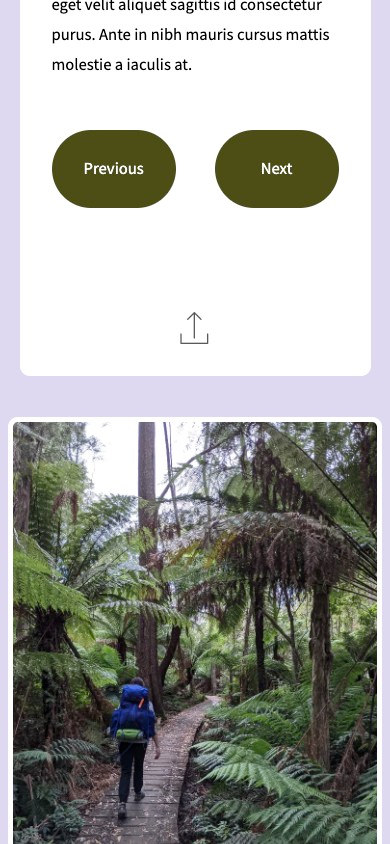 eget velit aliquet sagittis id consectetur
purus. Ante in nibh mauris cursus mattis
molestie a iaculis at.
Previous
Next